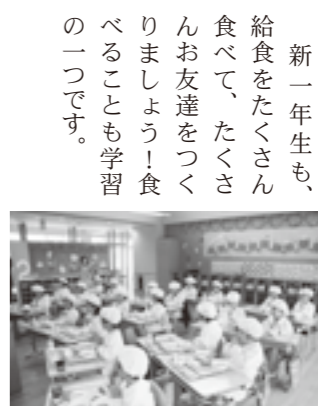 新一年生も、
給食をたくさん
食べて、たくさ
んお友達をつく
りましょう！食
べることも学習
の一つです。